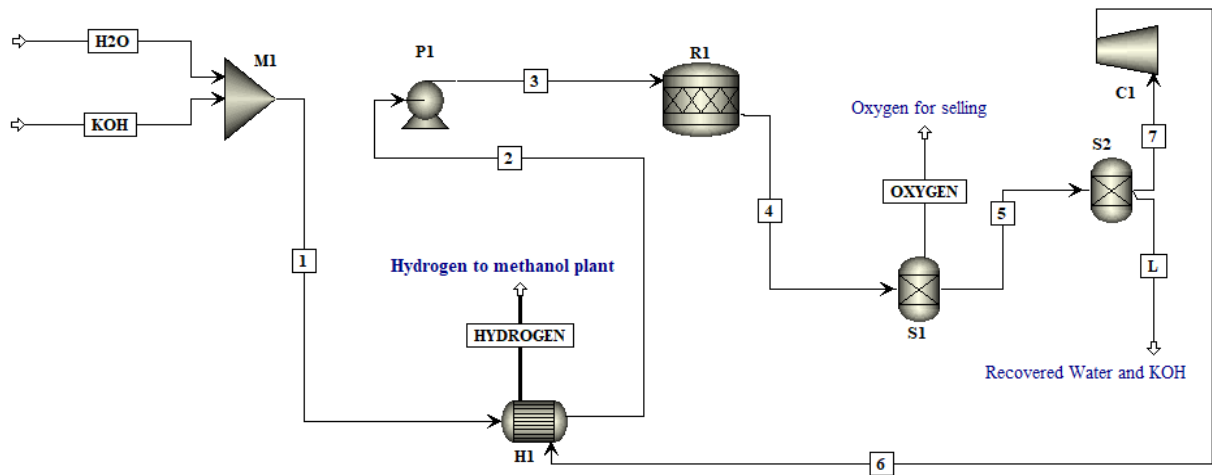 H2O
M1
KOH
P1
3
R1
C1
Oxygen for selling
7
S2
2
OXYGEN
5
4
1
Hydrogen to methanol plant
L
HYDROGEN
S1
Recovered Water and KOH
H1
6